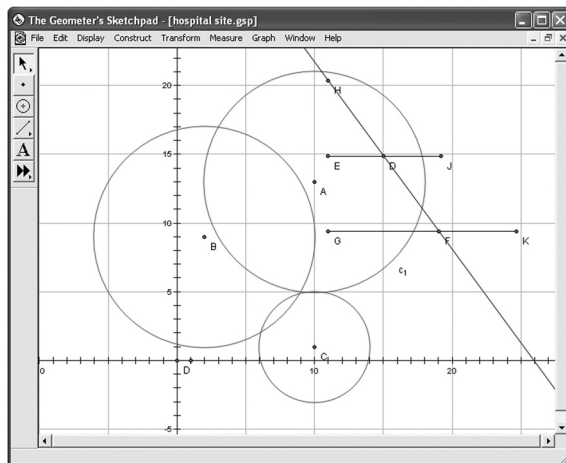 The Geometer's Sketchpad - [hospital site.gsp]
File Edit Display Construct Transform Measure Graph Window Help
20
H
15
E D J
A
10
B
G F K
A
c1
5
C
0 D 10 20
-5